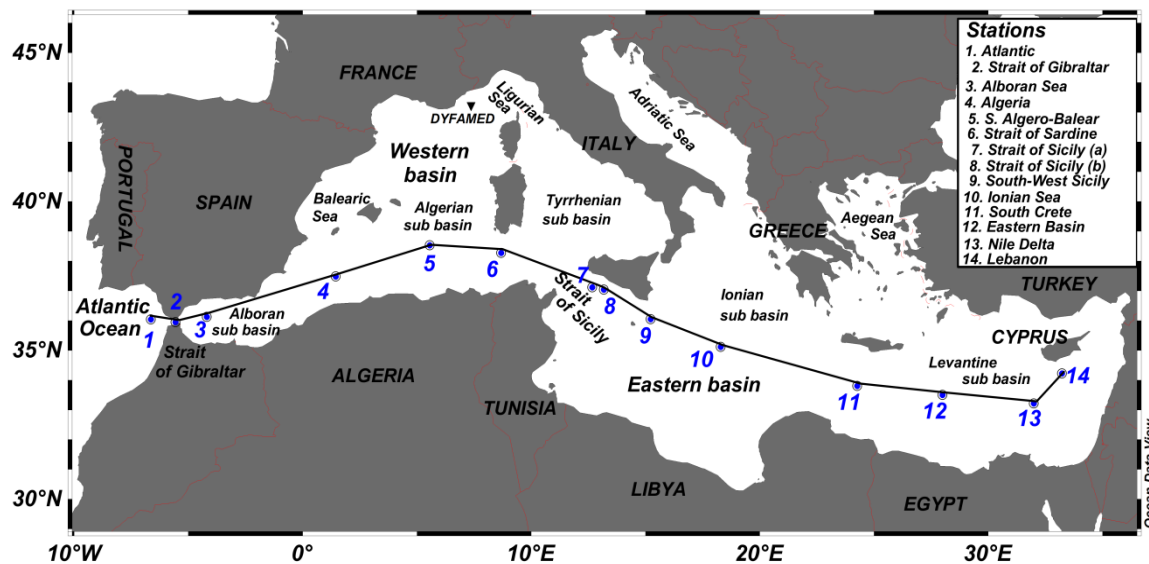 45°N
40°N
35°N
30°N
10°W
0°
10°E
20°E
30°E
FRANCE
Ligurian
Sea
DYFAMED
Adriatic Sea
ITALY
Western
basin
PORTUGAL
SPAIN
Balearic
Sea
Algerian
sub basin
Tyrrhenian
sub basin
GREECE
Aegean
Sea
TURKEY
Atlantic
Ocean
Alboran
sub basin
Strait
of Gibraltar
Strait
of Sicily
Ionian
sub basin
CYPRUS
Levantine
sub basin
ALGERIA
TUNISIA
Eastern basin
LIBYA
EGYPT
1
2
3
4
5
6
7
8
9
10
11
12
13
14
Stations
1. Atlantic
2. Strait of Gibraltar
3. Alboran Sea
4. Algeria
5. S. Algero-Balear
6. Strait of Sardine
7. Strait of Sicily (a)
8. Strait of Sicily (b)
9. South-West Sicily
10. Ionian Sea
11. South Crete
12. Eastern Basin
13. Nile Delta
14. Lebanon
Ocean Data View